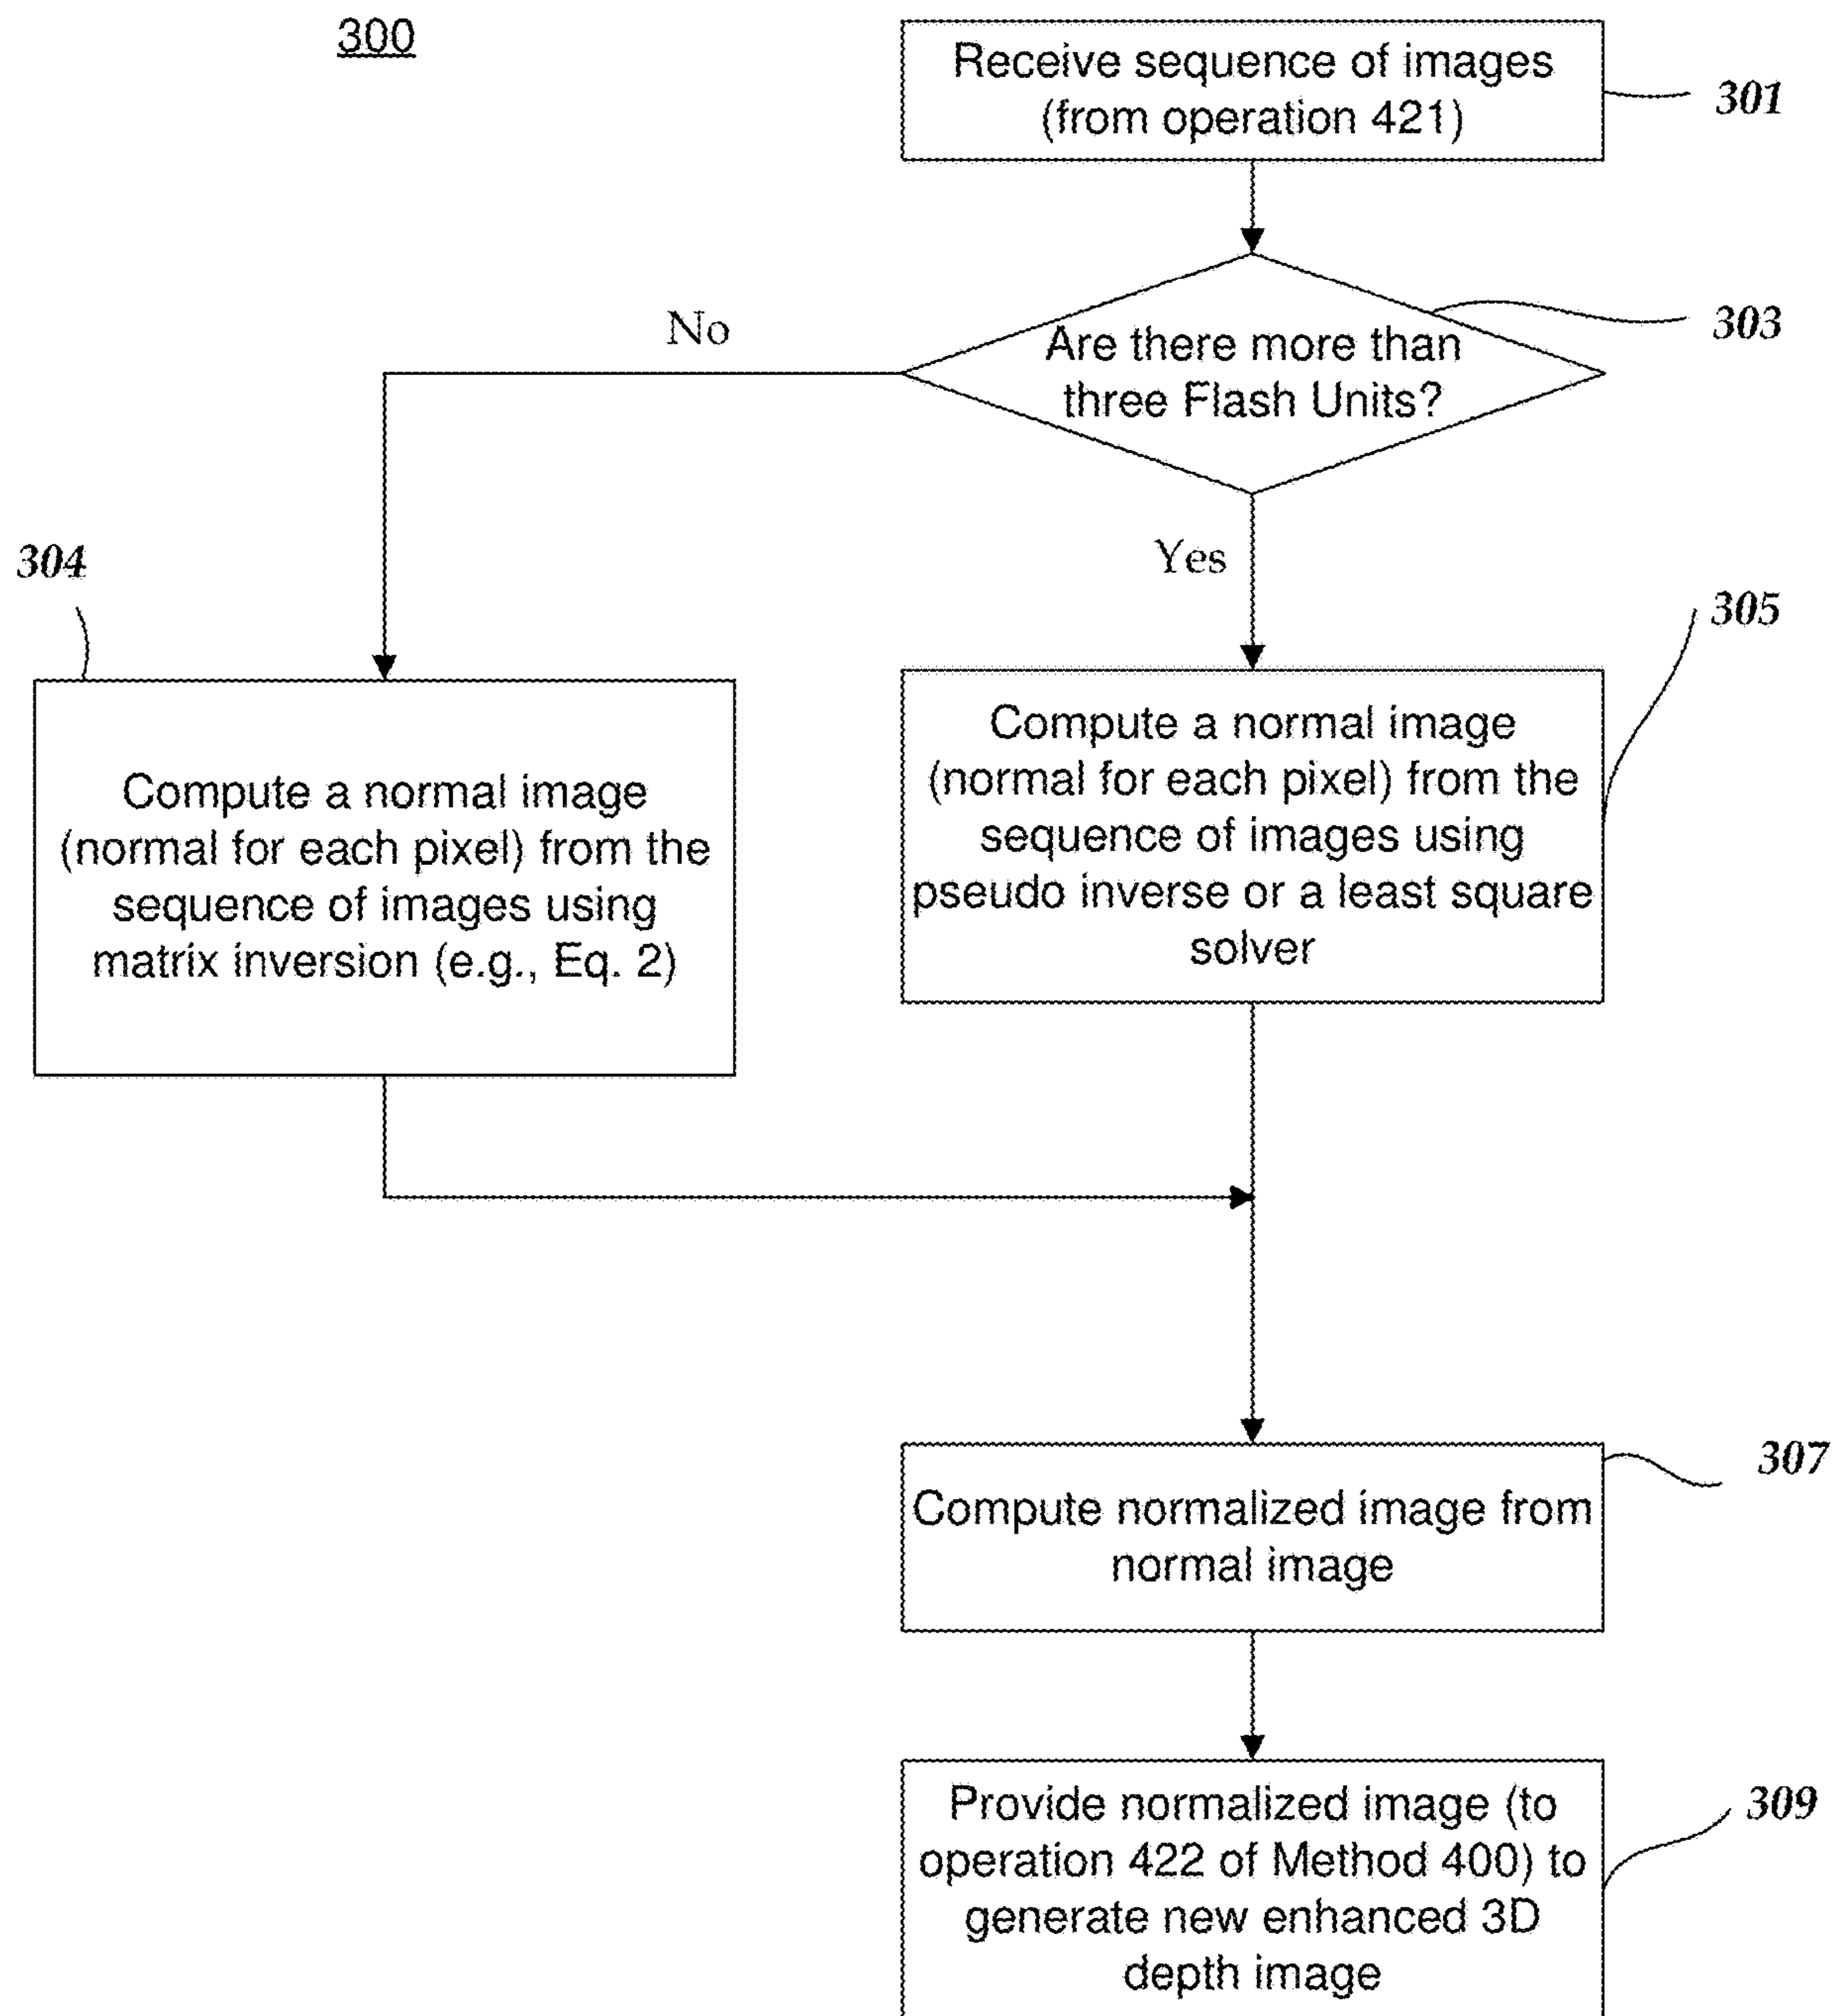 300
Receive sequence of images
(from operation 421)
301
Are there more than
three Flash Units?
303
No
Yes
304
Compute a normal image
(normal for each pixel) from the
sequence of images using
matrix inversion (e.g., Eq. 2)
305
Compute a normal image
(normal for each pixel) from the
sequence of images using
pseudo inverse or a least square
solver
307
Compute normalized image from
normal image
Provide normalized image (to
operation 422 of Method 400) to
generate new enhanced 3D
depth image
309